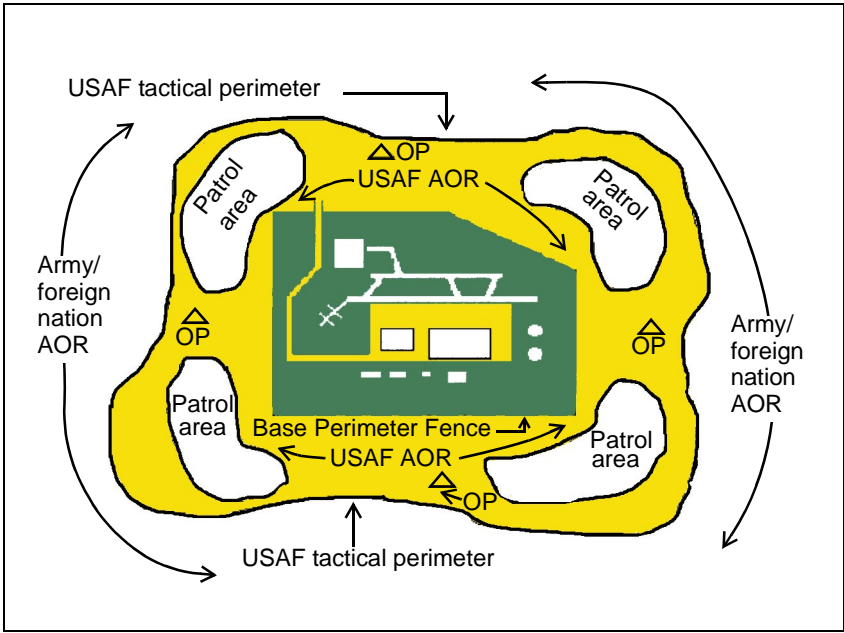 USAF tactical perimeter
OP
USAF AOR
Patrol
area
Patrol
area
Army/
foreign
nation
AOR
OP
OP
Army/
foreign
nation
AOR
Patrol
area
Base Perimeter Fence
USAF AOR
Patrol
area
OP
USAF tactical perimeter